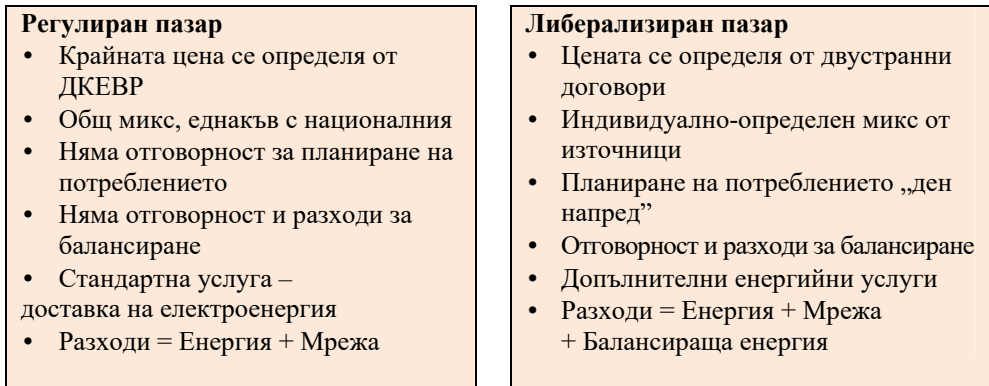 Регулиран пазар
• Крайната цена се определя от
ДКЕВР
• Общ микс, еднакъв с националния
• Няма отговорност за планиране на
потреблението
• Няма отговорност и разходи за
балансиране
• Стандартна услуга –
доставка на електроенергия
• Разходи = Енергия + Мрежа
Либерализиран пазар
• Цената се определя от двустранни
договори
• Индивидуално-определен микс от
източници
• Планиране на потреблението „ден
напред”
• Отговорност и разходи за балансиране
• Допълнителни енергийни услуги
• Разходи = Енергия + Мрежа
+ Балансираща енергия